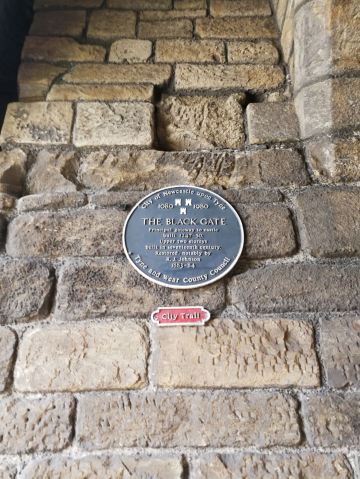 City of Newcastle upon Tyne
1080 1980
THE BLACK GATE
Principal gateway to castle
built 1247-50.
Upper two storeys
built in seventeenth century.
Restored, notably by
R. J. Johnson
1883-84
Tyne and Wear County Council
City Trail